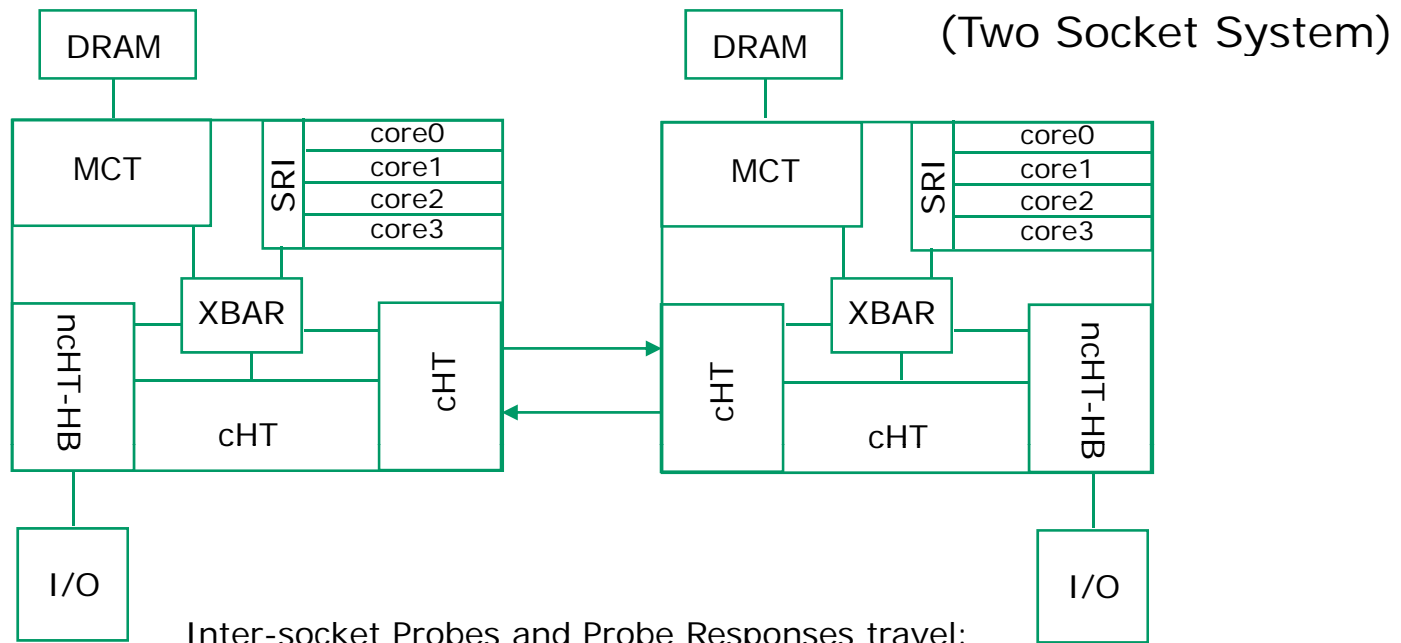 (Two Socket System)
DRAM
DRAM
MCT
SRI
core0
core1
core2
core3
MCT
SRI
core0
core1
core2
core3
XBAR
XBAR
ncHT-HB
cHT
cHT
cHT
cHT
ncHT-HB
I/O
I/O
Inter-socket Probes and Probe Responses travel: